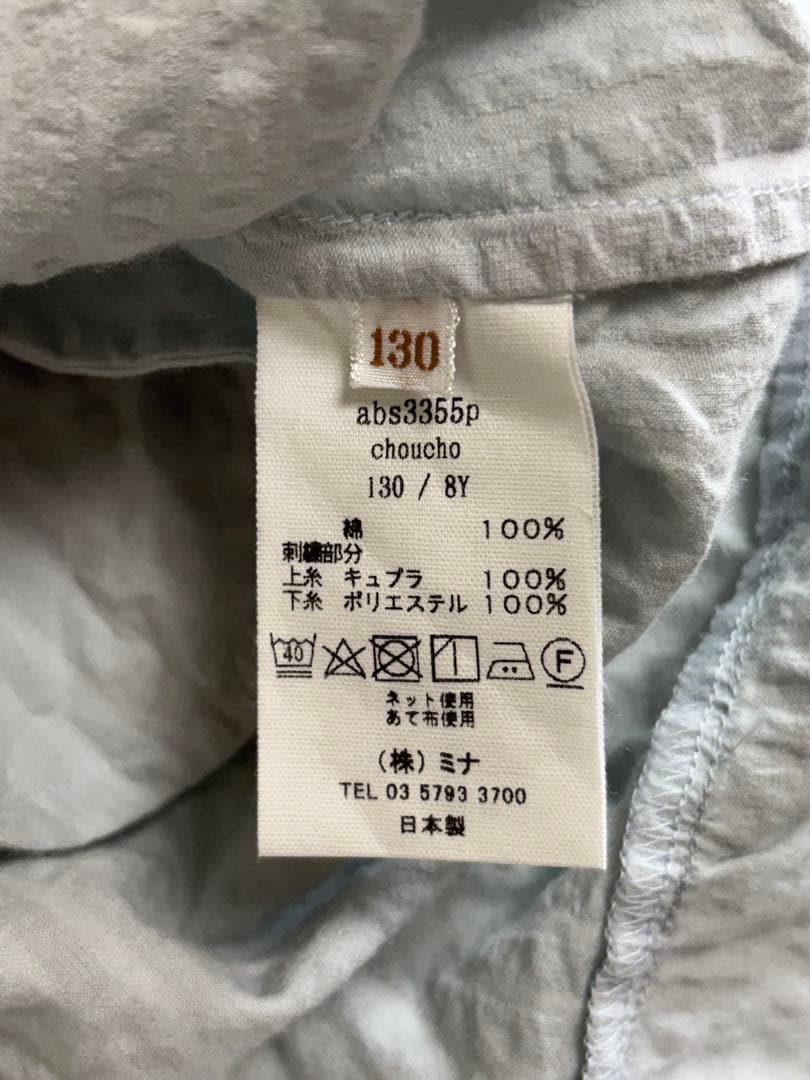 130
abs3355p
choucho
130 / 8Y
綿 100%
刺繍部分
上糸 キュプラ 100%
下糸 ポリエステル 100%
40 F
ネット使用
あて布使用
(株) ミナ
TEL 03 5793 3700
日本製